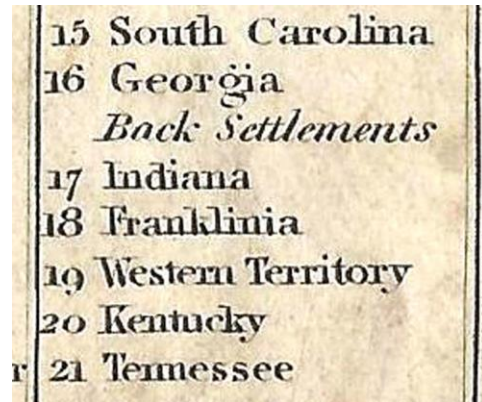 15 South Carolina
16 Georgia
Back Settlements
17 Indiana
18 Franklinia
19 Western Territory
20 Kentucky
r 21 Tennessee